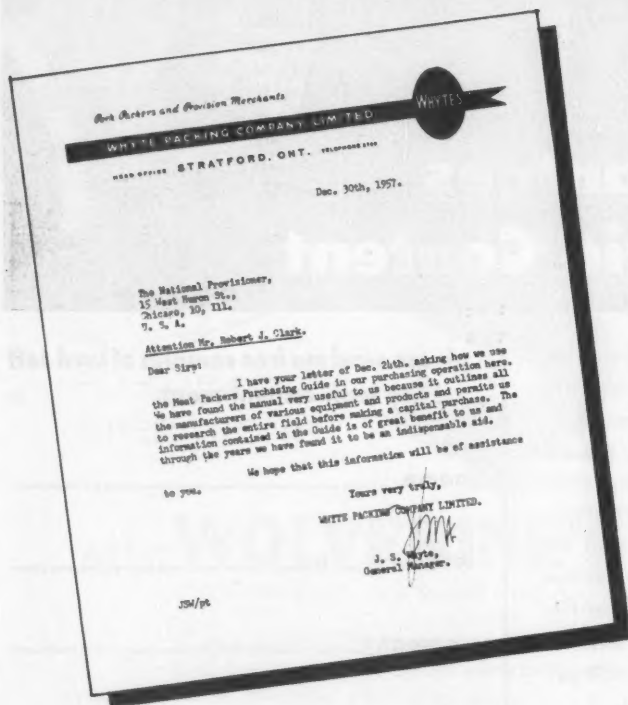 Pork Packers and Provision Merchants
WHYTE PACKING COMPANY LIMITED
WHYTES
HEAD OFFICE STRATFORD, ONT. TELEPHONE
Dec. 30th, 1957.
The National Provisioner,
15 West Huron St.,
Chicago, 10, Ill.
U. S. A.
Attention Mr. Robert J. Clark.
Dear Sirs:
I have your letter of Dec. 24th. asking how we use
the Meat Packers Purchasing Guide in our purchasing operation here.
We have found the manual very useful to us because it outlines all
the manufacturers of various equipment and products and permits us
to research the entire field before making a capital purchase. The
information contained in the Guide is of great benefit to us and
through the years we have found it to be an indispensable aid.
We hope that this information will be of assistance
to you.
Yours very truly,
WHYTE PACKING COMPANY LIMITED.
J. S. Whyte,
General Manager.
JSW/pt